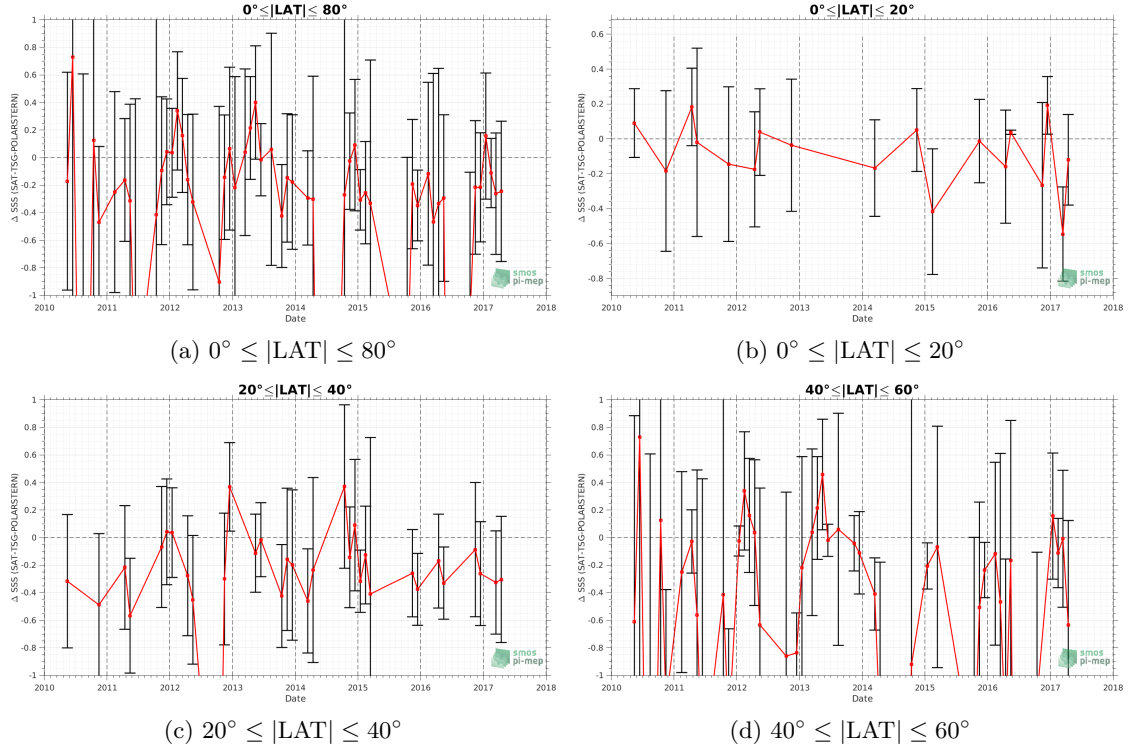 0°≤|LAT|≤ 80°
Δ SSS (SAT-TSG-POLARSTERN)
1
0.8
0.6
0.4
0.2
0
-0.2
-0.4
-0.6
-0.8
-1
2010 2011 2012 2013 2014 2015 2016 2017 2018
Date
smos
pi-mep
(a) 0° ≤ |LAT| ≤ 80°
0°≤|LAT|≤ 20°
Δ SSS (SAT-TSG-POLARSTERN)
0.6
0.4
0.2
0
-0.2
-0.4
-0.6
-0.8
2010 2011 2012 2013 2014 2015 2016 2017 2018
Date
smos
pi-mep
(b) 0° ≤ |LAT| ≤ 20°
20°≤|LAT|≤ 40°
Δ SSS (SAT-TSG-POLARSTERN)
1
0.8
0.6
0.4
0.2
0
-0.2
-0.4
-0.6
-0.8
-1
2010 2011 2012 2013 2014 2015 2016 2017 2018
Date
smos
pi-mep
(c) 20° ≤ |LAT| ≤ 40°
40°≤|LAT|≤ 60°
Δ SSS (SAT-TSG-POLARSTERN)
1
0.8
0.6
0.4
0.2
0
-0.2
-0.4
-0.6
-0.8
-1
2010 2011 2012 2013 2014 2015 2016 2017 2018
Date
smos
pi-mep
(d) 40° ≤ |LAT| ≤ 60°